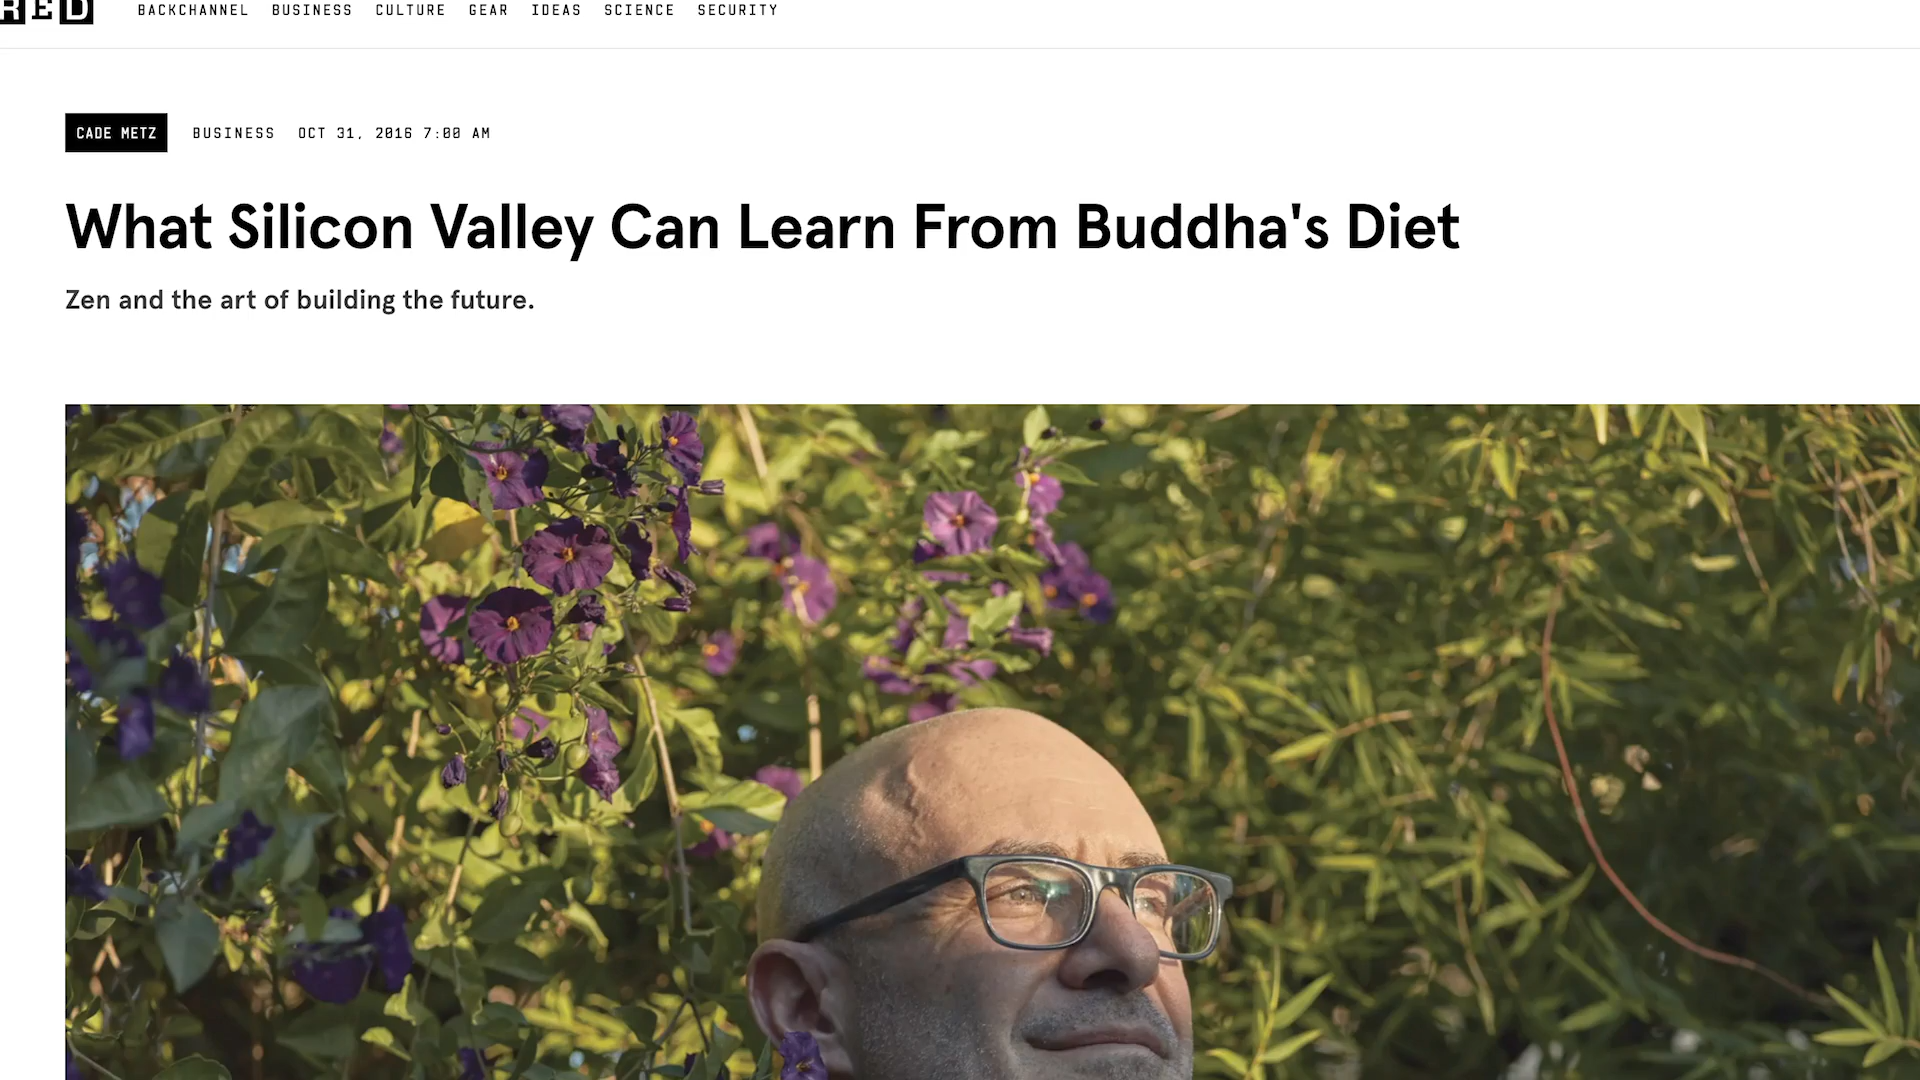 RED
BACKCHANNEL BUSINESS CULTURE GEAR IDEAS SCIENCE SECURITY
CADE METZ BUSINESS OCT 31, 2016 7:00 AM
What Silicon Valley Can Learn From Buddha's Diet
Zen and the art of building the future.